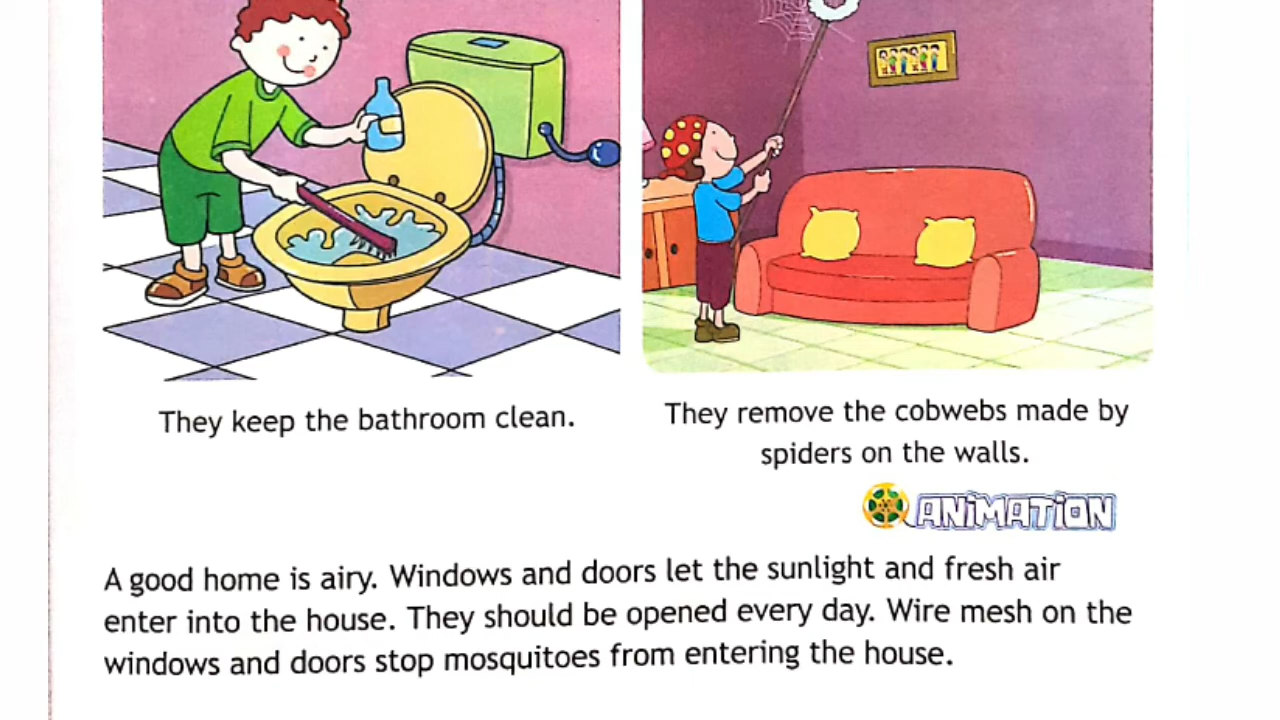 They keep the bathroom clean.
They remove the cobwebs made by
spiders on the walls.
ANiMATiON
A good home is airy. Windows and doors let the sunlight and fresh air
enter into the house. They should be opened every day. Wire mesh on the
windows and doors stop mosquitoes from entering the house.